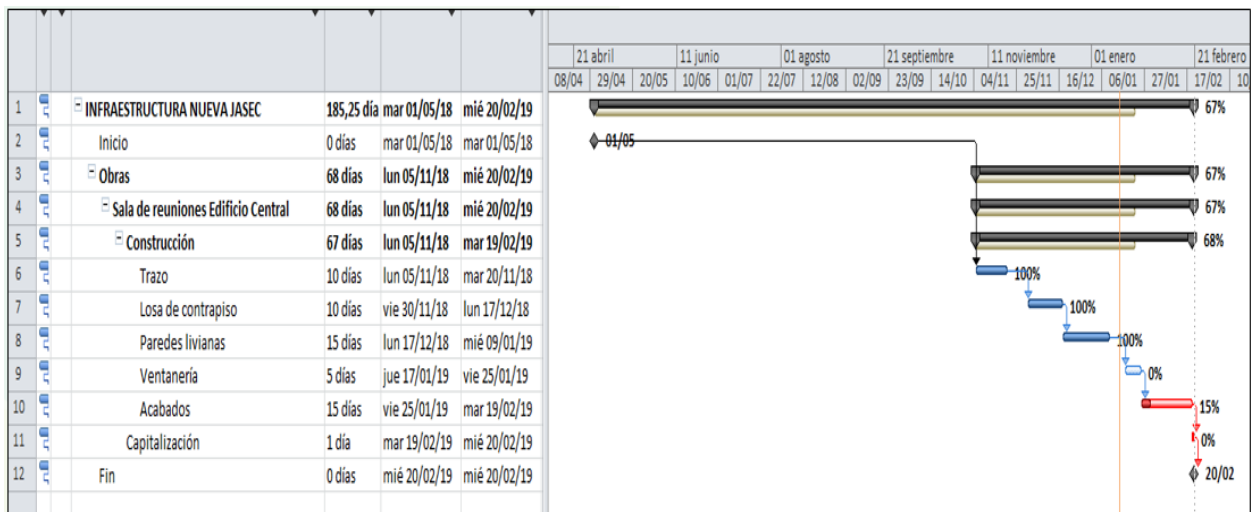 21 abril 11 junio 01 agosto 21 septiembre 11 noviembre 01 enero 21 febrero
08/04 29/04 20/05 10/06 01/07 22/07 12/08 02/09 23/09 14/10 04/11 25/11 16/12 06/01 27/01 17/02 10
1 INFRAESTRUCTURA NUEVA JASEC 185,25 día mar 01/05/18 mié 20/02/19 67%
2 Inicio 0 días mar 01/05/18 mar 01/05/18 01/05
3 Obras 68 días lun 05/11/18 mié 20/02/19 67%
4 Sala de reuniones Edificio Central 68 días lun 05/11/18 mié 20/02/19 67%
5 Construcción 67 días lun 05/11/18 mar 19/02/19 68%
6 Trazo 10 días lun 05/11/18 mar 20/11/18 100%
7 Losa de contrapiso 10 días vie 30/11/18 lun 17/12/18 100%
8 Paredes livianas 15 días lun 17/12/18 mié 09/01/19 100%
9 Ventanería 5 días jue 17/01/19 vie 25/01/19 0%
10 Acabados 15 días vie 25/01/19 mar 19/02/19 15%
11 Capitalización 1 día mar 19/02/19 mié 20/02/19 0%
12 Fin 0 días mié 20/02/19 mié 20/02/19 20/02